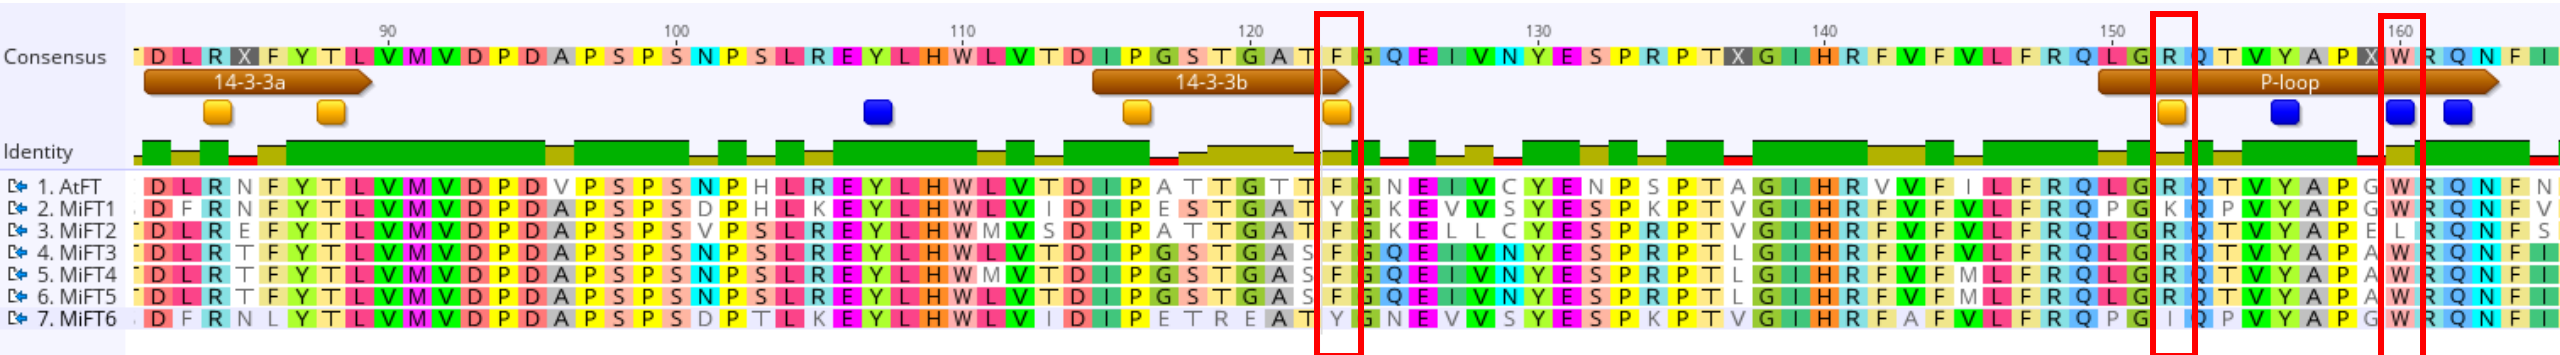 90 100 110 120 130 140 150 160
Consensus D L R X F Y T L V M V D P D A P S P S N P S L R E Y L H W L V T D I P G S T G A T F G Q E I V N Y E S P R P T X G I H R F V F V L F R Q L G R Q T V Y A P X W R Q N F I
14-3-3a 14-3-3b P-loop
Identity
1. AtFT D L R N F Y T L V M V D P D V P S P S N P H L R E Y L H W L V T D I P A T T G T T F G N E I V C Y E N P S P T A G I H R V V F I L F R Q L G R Q T V Y A P G W R Q N F N
2. MiFT1 D F R N F Y T L V M V D P D A P S P S D P H L K E Y L H W L V I D I P E S T G A T Y G K E V V S Y E S P K P T V G I H R F V F V L F R Q P G K Q P V Y A P G W R Q N F V
3. MiFT2 D L R E F Y T L V M V D P D A P S P S V P S L R E Y L H W M V S D I P A T T G A T F G K E L L C Y E S P R P T V G I H R F V F V L F R Q L G R Q T V Y A P E L R Q N F S
4. MiFT3 D L R T F Y T L V M V D P D A P S P S N P S L R E Y L H W L V T D I P G S T G A S F G Q E I V N Y E S P R P T L G I H R F V F V L F R Q L G R Q T V Y A P A W R Q N F I
5. MiFT4 D L R T F Y T L V M V D P D A P S P S N P S L R E Y L H W M V T D I P G S T G A S F G Q E I V N Y E S P R P T L G I H R F V F M L F R Q L G R Q T V Y A P A W R Q N F I
6. MiFT5 D L R T F Y T L V M V D P D A P S P S N P S L R E Y L H W L V T D I P G S T G A S F G Q E I V N Y E S P R P T L G I H R F V F M L F R Q L G R Q T V Y A P A W R Q N F I
7. MiFT6 D F R N L Y T L V M V D P D A P S P S D P T L K E Y L H W L V I D I P E T R E A T Y G N E V V S Y E S P K P T V G I H R F A F V L F R Q P G I Q P V Y A P G W R Q N F I